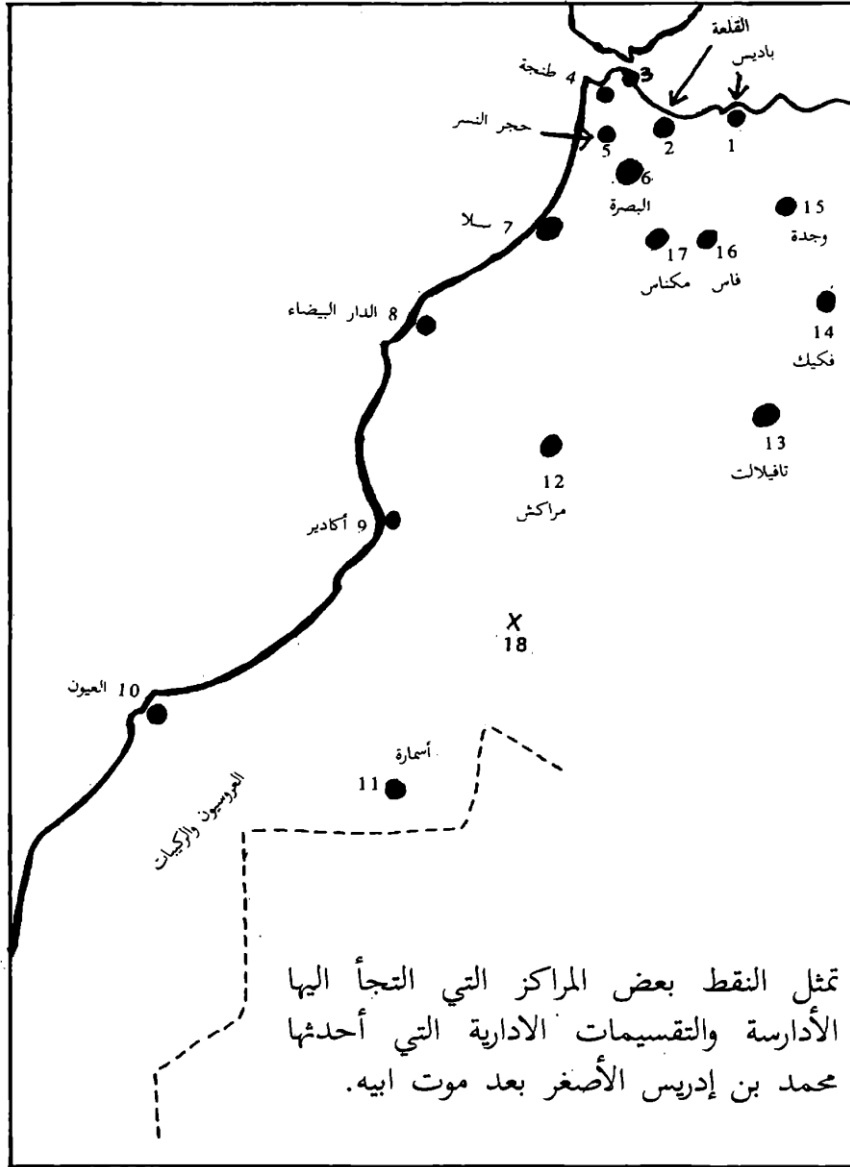 القلعة
باديس
3
4 طنجة
حجر النسر
5
2
1
6
البصرة
15
وجدة
7 سلا
17
مكناس
16
فاس
8 الدار البيضاء
14
فكيك
13
تافيلالت
12
مراكش
9 أكادير
X
18
10 العيون
أسمارة
11
العروسيون والركيبات
تمثل النقط بعض المراكز التي التجأ اليها
الأدارسة والتقسيمات الادارية التي أحدثها
محمد بن إدريس الأصغر بعد موت ابيه.